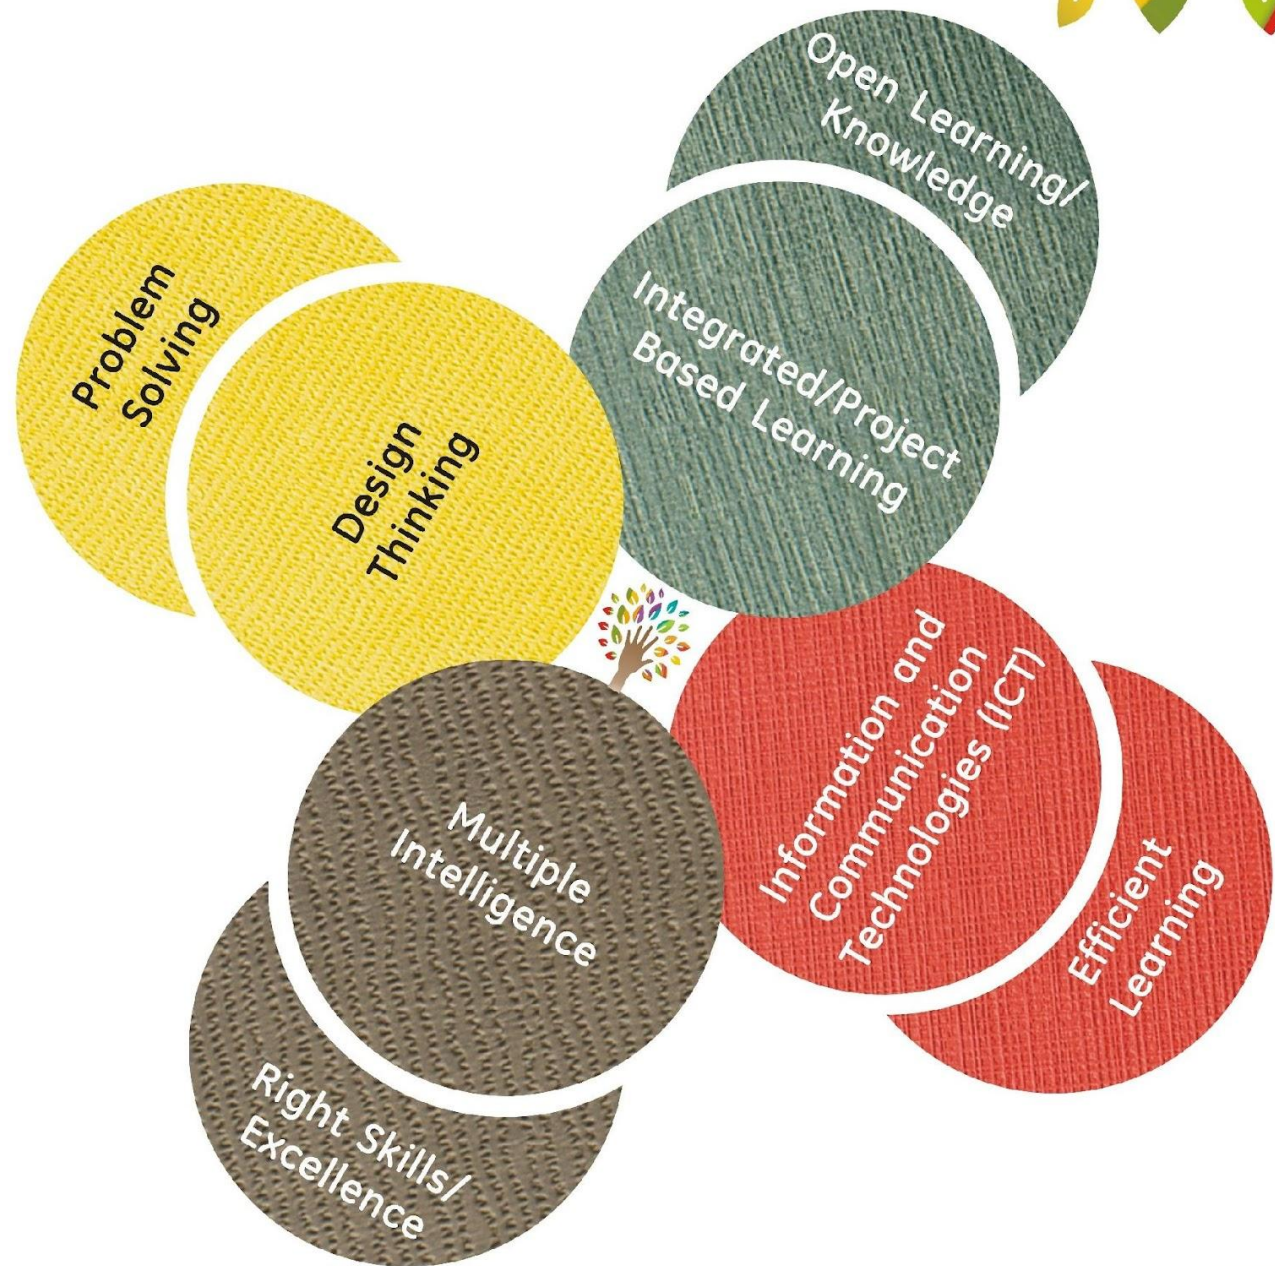 Open Learning/
Knowledge
Integrated/Project
Based Learning
Problem
Solving
Design
Thinking
Information and
Communication
Technologies (ICT)
Efficient
Learning
Multiple
Intelligence
Right Skills/
Excellence